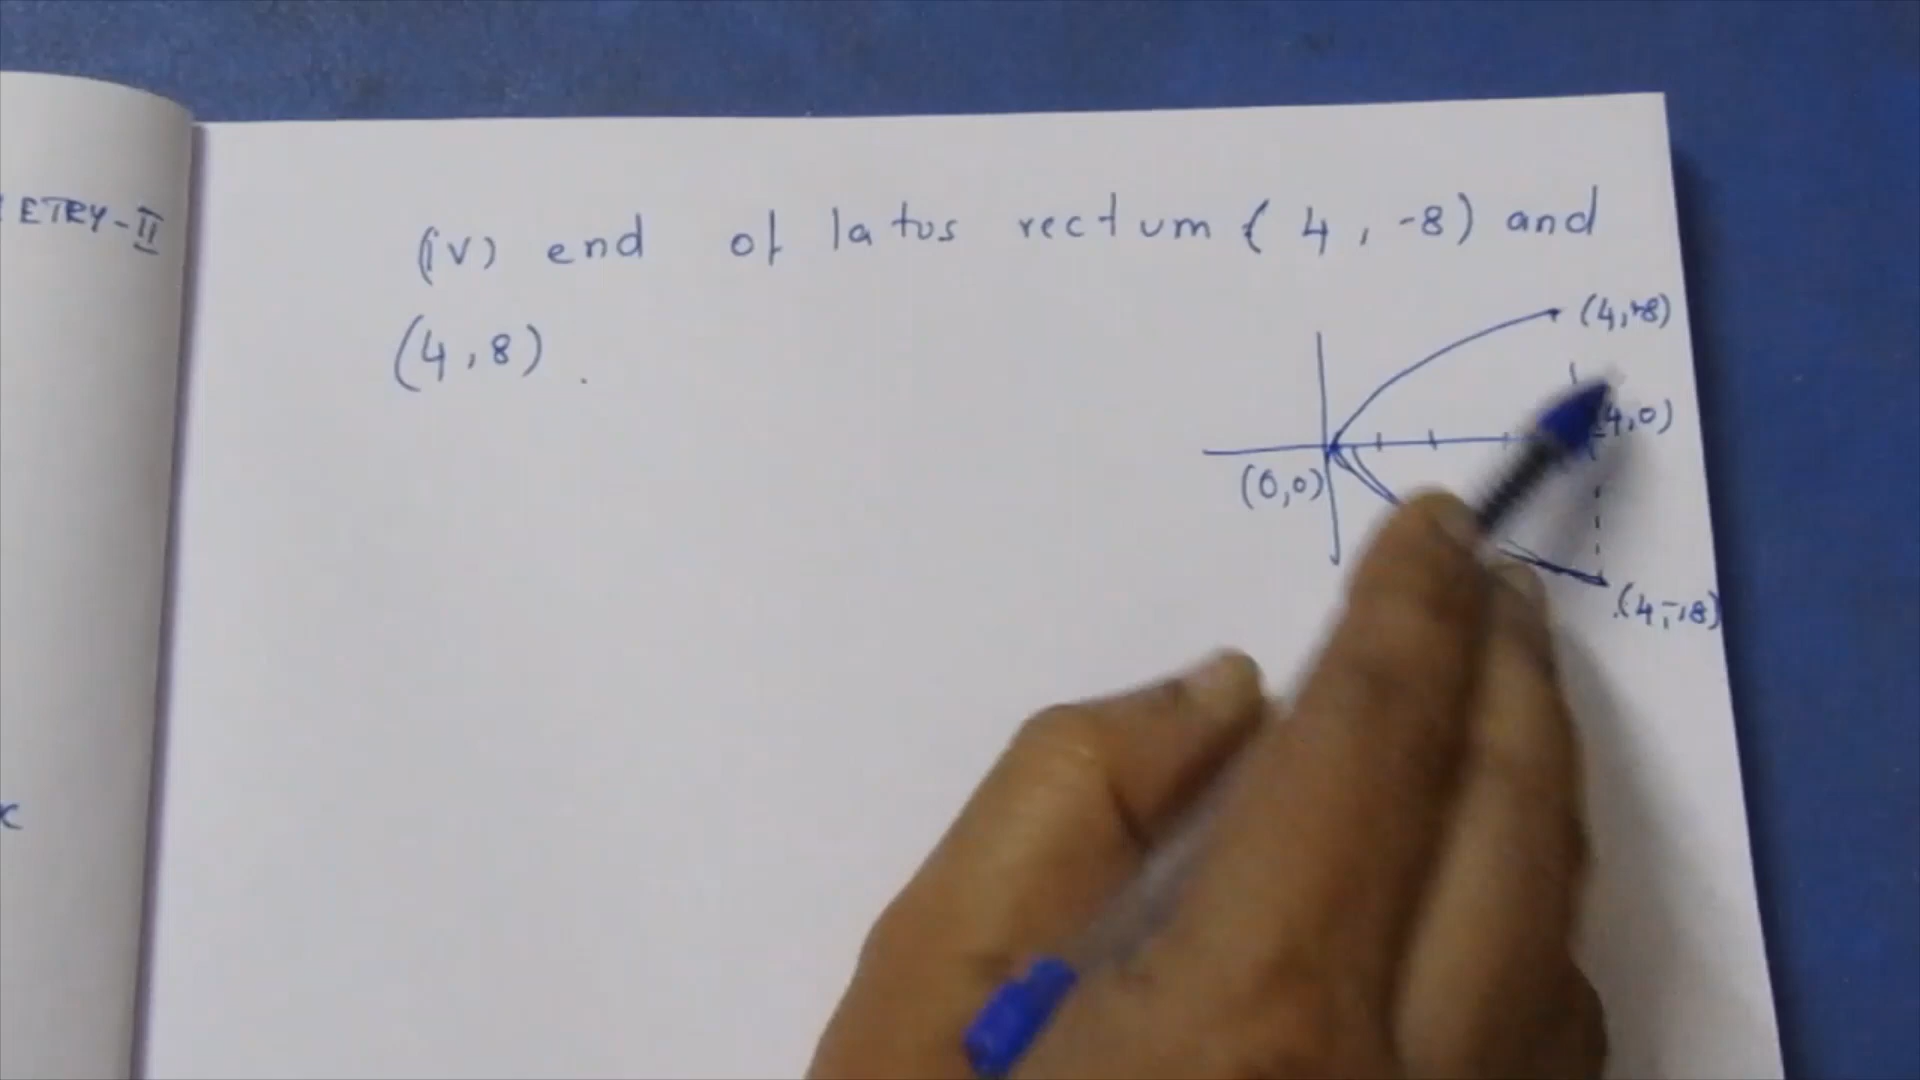 ETRY-II
(iv) end of latus rectum ( 4 , -8) and
(4 , 8) .
(4,+8)
4,0)
(0,0)
(4,-8)